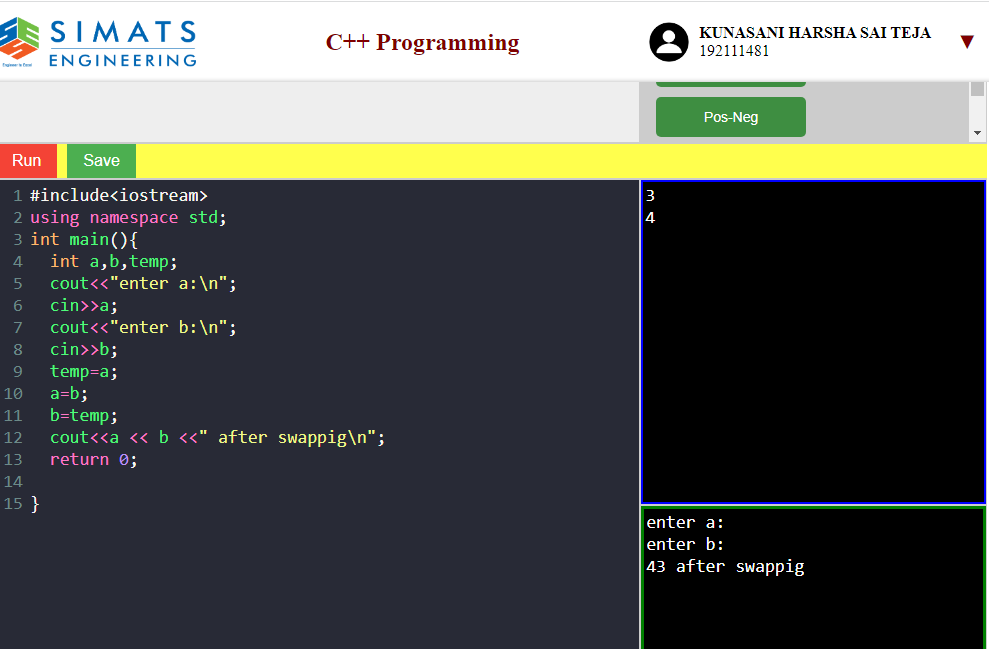 SIMATS
ENGINEERING
Engineer to Excel
C++ Programming
KUNASANI HARSHA SAI TEJA
192111481
▼
Pos-Neg
Run
Save
1 #include<iostream>
2 using namespace std;
3 int main(){
4   int a,b,temp;
5   cout<<"enter a:\n";
6   cin>>a;
7   cout<<"enter b:\n";
8   cin>>b;
9   temp=a;
10   a=b;
11   b=temp;
12   cout<<a << b <<" after swappig\n";
13   return 0;
14
15 }
3
4
enter a:
enter b:
43 after swappig